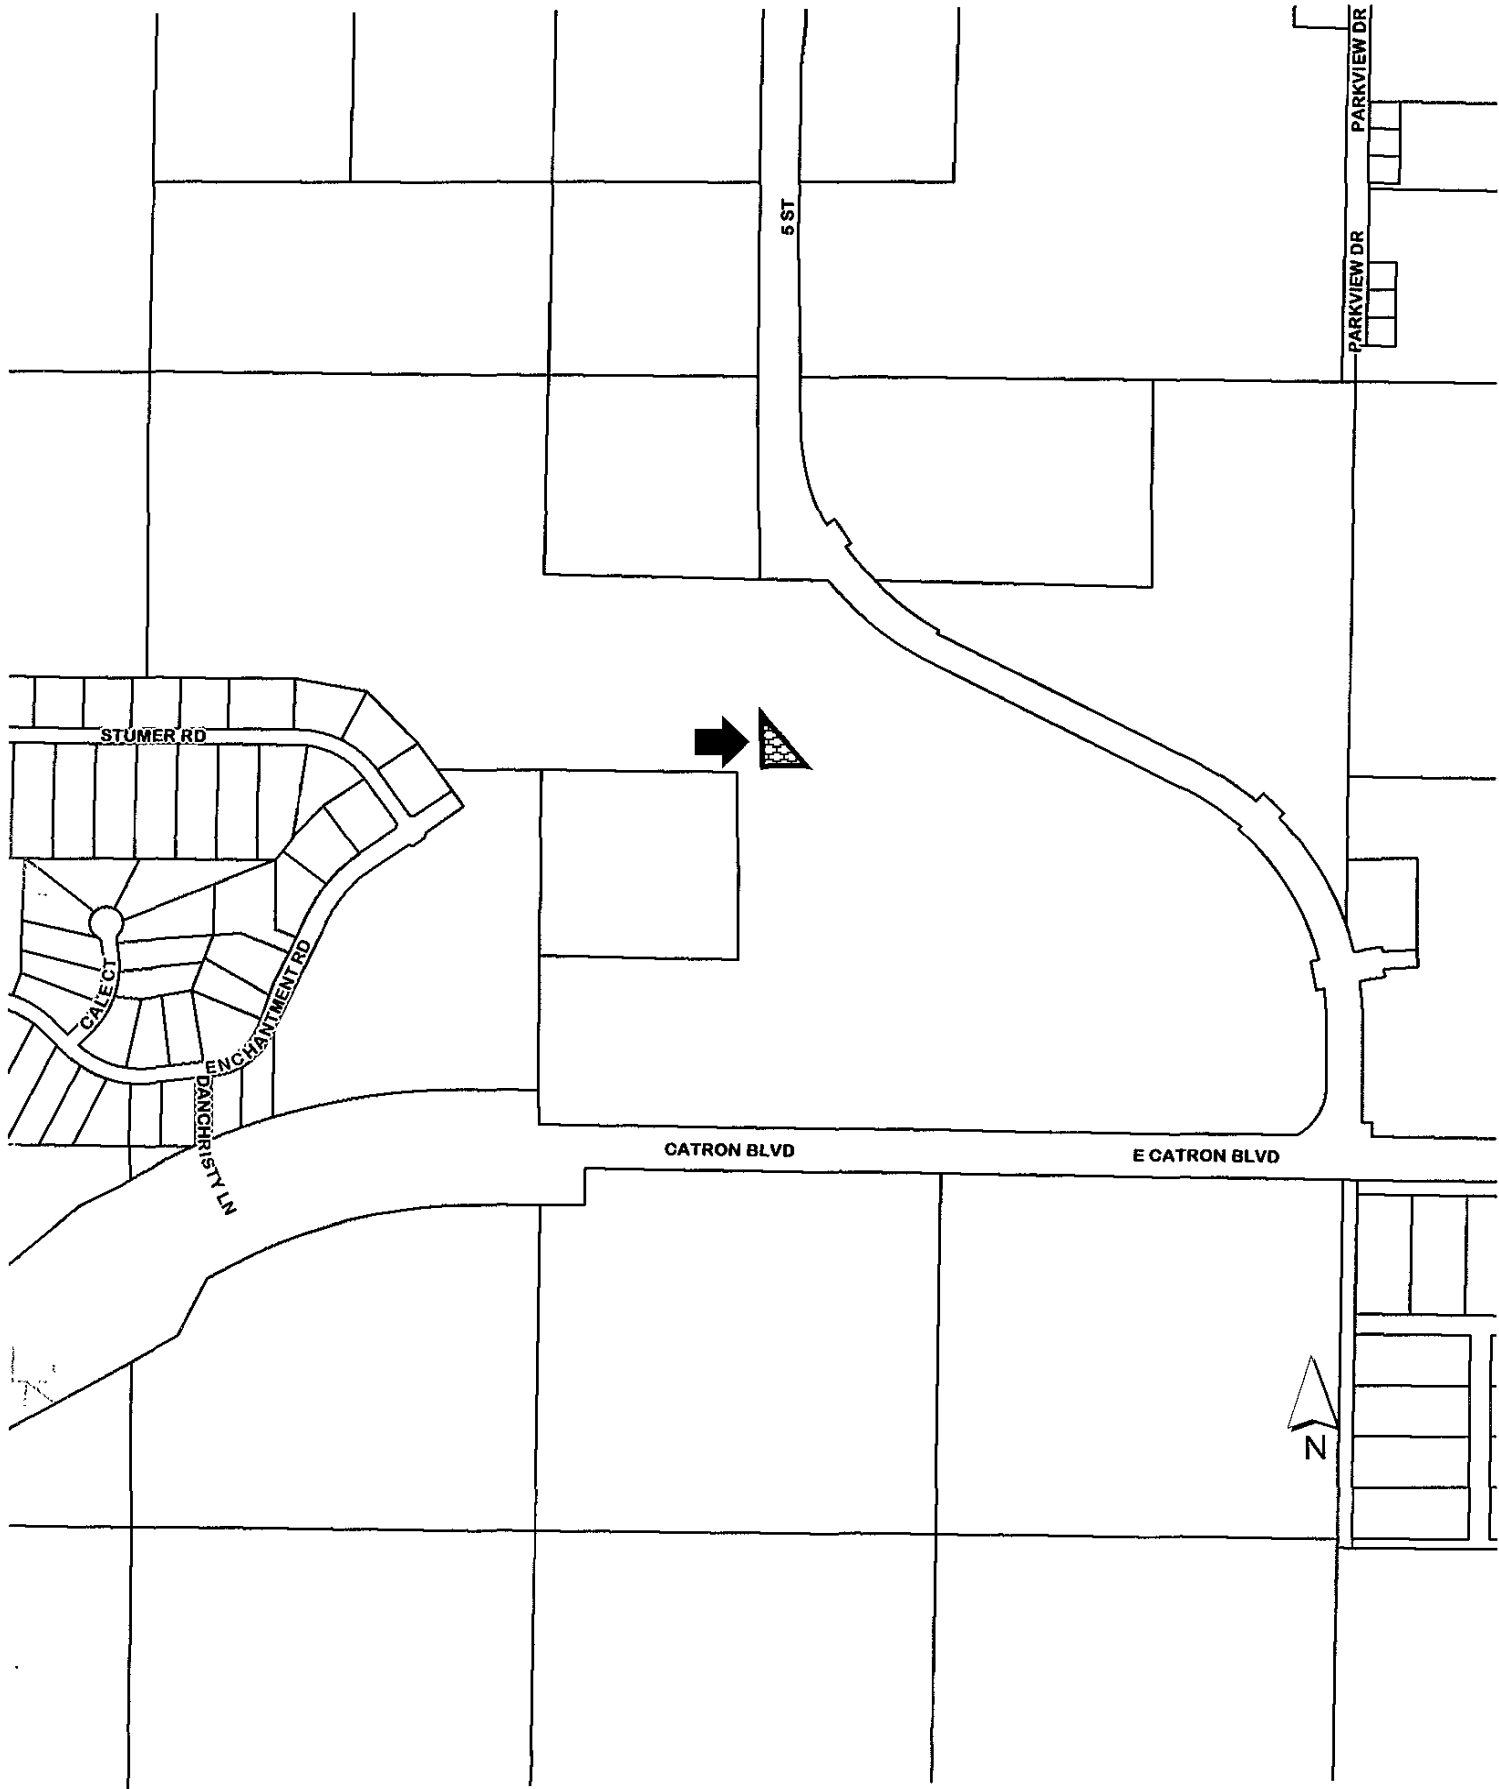 PARKVIEW DR
5 ST
PARKVIEW DR
STUMER RD
CALE CT
ENCHANTMENT RD
DANCHRISTY LN
CATRON BLVD
E CATRON BLVD
N